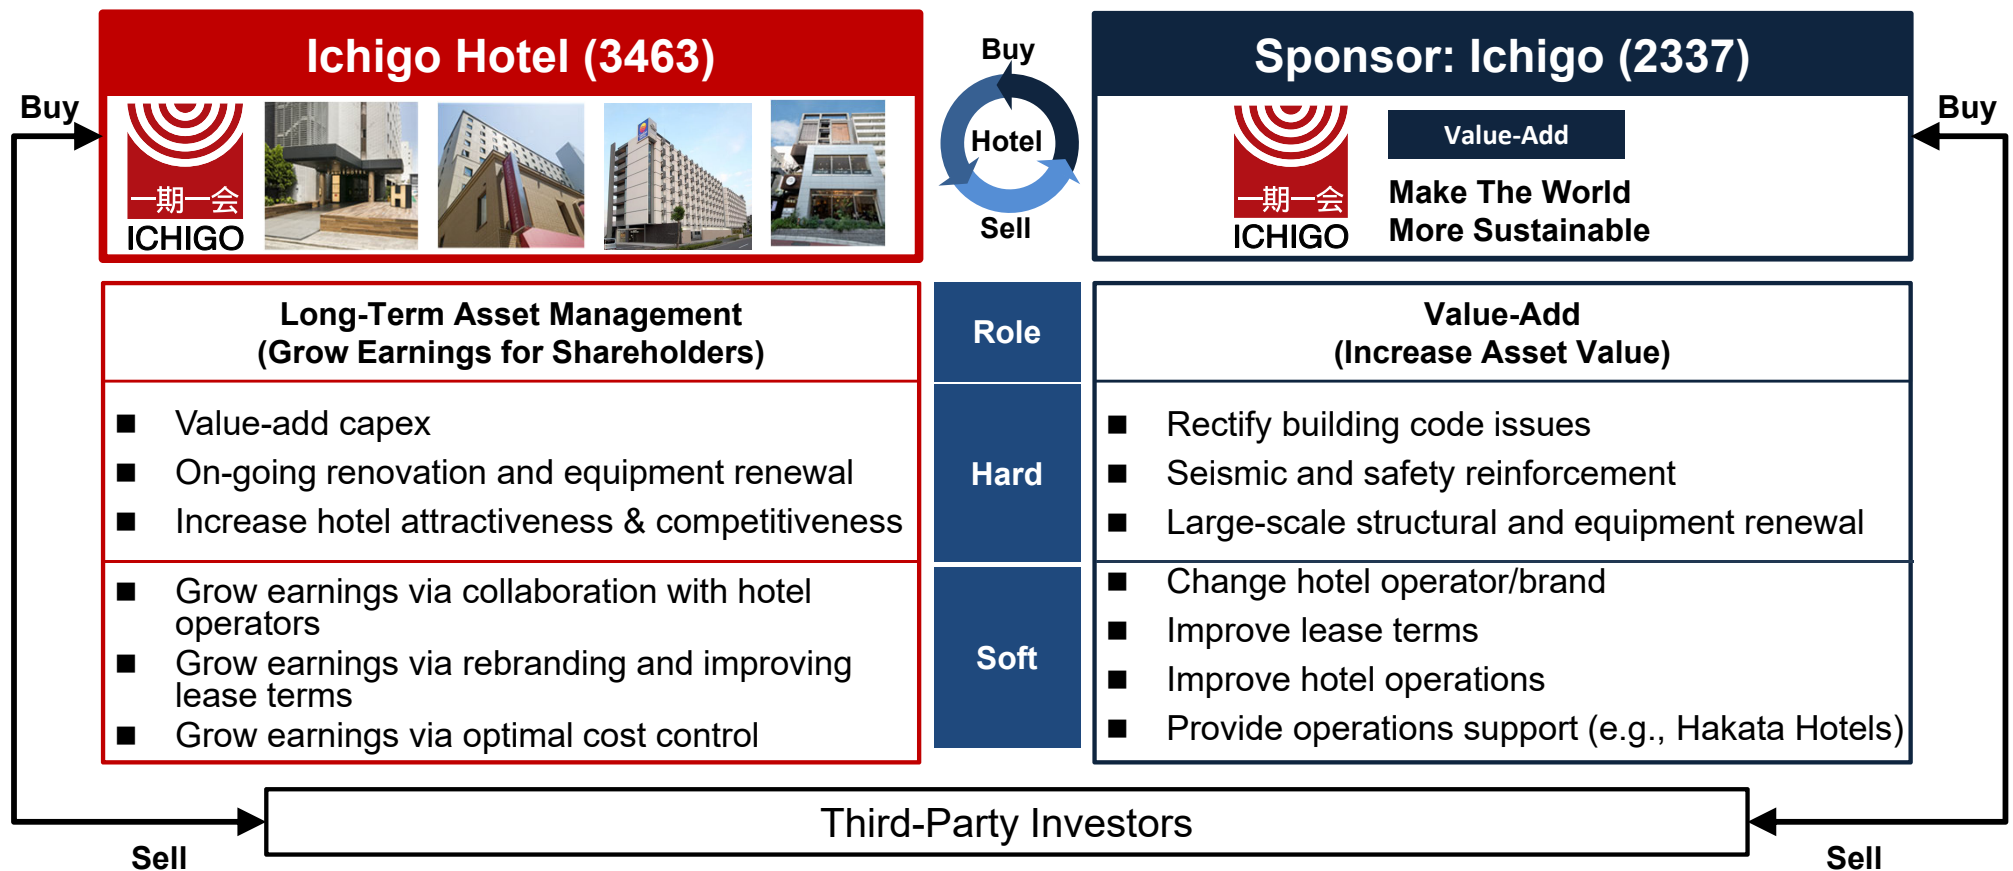 Ichigo Hotel (3463)
Buy
Hotel
Sell
Sponsor: Ichigo (2337)
Buy
一期一会
ICHIGO
一期一会
ICHIGO
Value-Add
Make The World
More Sustainable
Buy
Long-Term Asset Management
(Grow Earnings for Shareholders)
Role
Value-Add
(Increase Asset Value)
■ Value-add capex
■ On-going renovation and equipment renewal
■ Increase hotel attractiveness & competitiveness
Hard
■ Rectify building code issues
■ Seismic and safety reinforcement
■ Large-scale structural and equipment renewal
■ Grow earnings via collaboration with hotel
operators
■ Grow earnings via rebranding and improving
lease terms
■ Grow earnings via optimal cost control
Soft
■ Change hotel operator/brand
■ Improve lease terms
■ Improve hotel operations
■ Provide operations support (e.g., Hakata Hotels)
Third-Party Investors
Sell
Sell